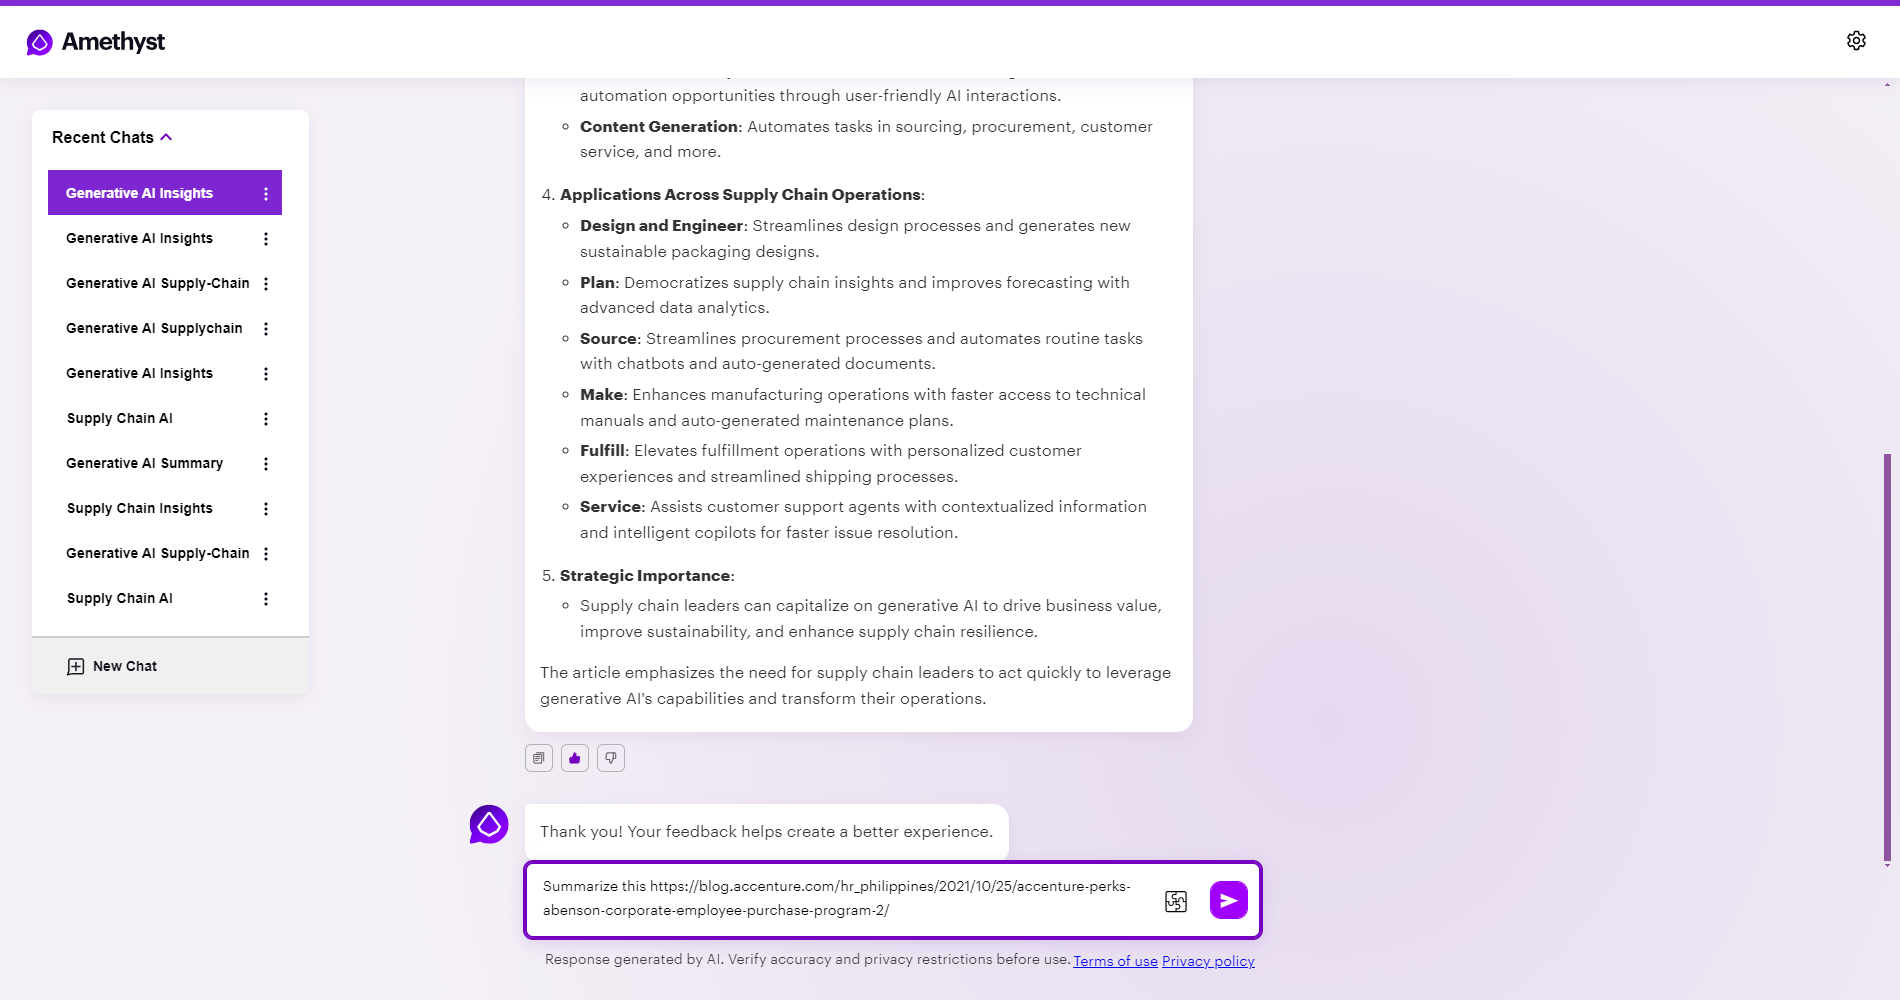 Amethyst
Recent Chats
Generative AI Insights
Generative AI Insights
Generative AI Supply-Chain
Generative AI Supplychain
Generative AI Insights
Supply Chain AI
Generative AI Summary
Supply Chain Insights
Generative AI Supply-Chain
Supply Chain AI
New Chat
automation opportunities through user-friendly AI interactions.
Content Generation: Automates tasks in sourcing, procurement, customer
service, and more.
4. Applications Across Supply Chain Operations:
Design and Engineer: Streamlines design processes and generates new
sustainable packaging designs.
Plan: Democratizes supply chain insights and improves forecasting with
advanced data analytics.
Source: Streamlines procurement processes and automates routine tasks
with chatbots and auto-generated documents.
Make: Enhances manufacturing operations with faster access to technical
manuals and auto-generated maintenance plans.
Fulfill: Elevates fulfillment operations with personalized customer
experiences and streamlined shipping processes.
Service: Assists customer support agents with contextualized information
and intelligent copilots for faster issue resolution.
5. Strategic Importance:
Supply chain leaders can capitalize on generative AI to drive business value,
improve sustainability, and enhance supply chain resilience.
The article emphasizes the need for supply chain leaders to act quickly to leverage
generative AI's capabilities and transform their operations.
Thank you! Your feedback helps create a better experience.
Summarize this https://blog.accenture.com/hr_philippines/2021/10/25/accenture-perks-
abenson-corporate-employee-purchase-program-2/
Response generated by AI. Verify accuracy and privacy restrictions before use. Terms of use Privacy policy